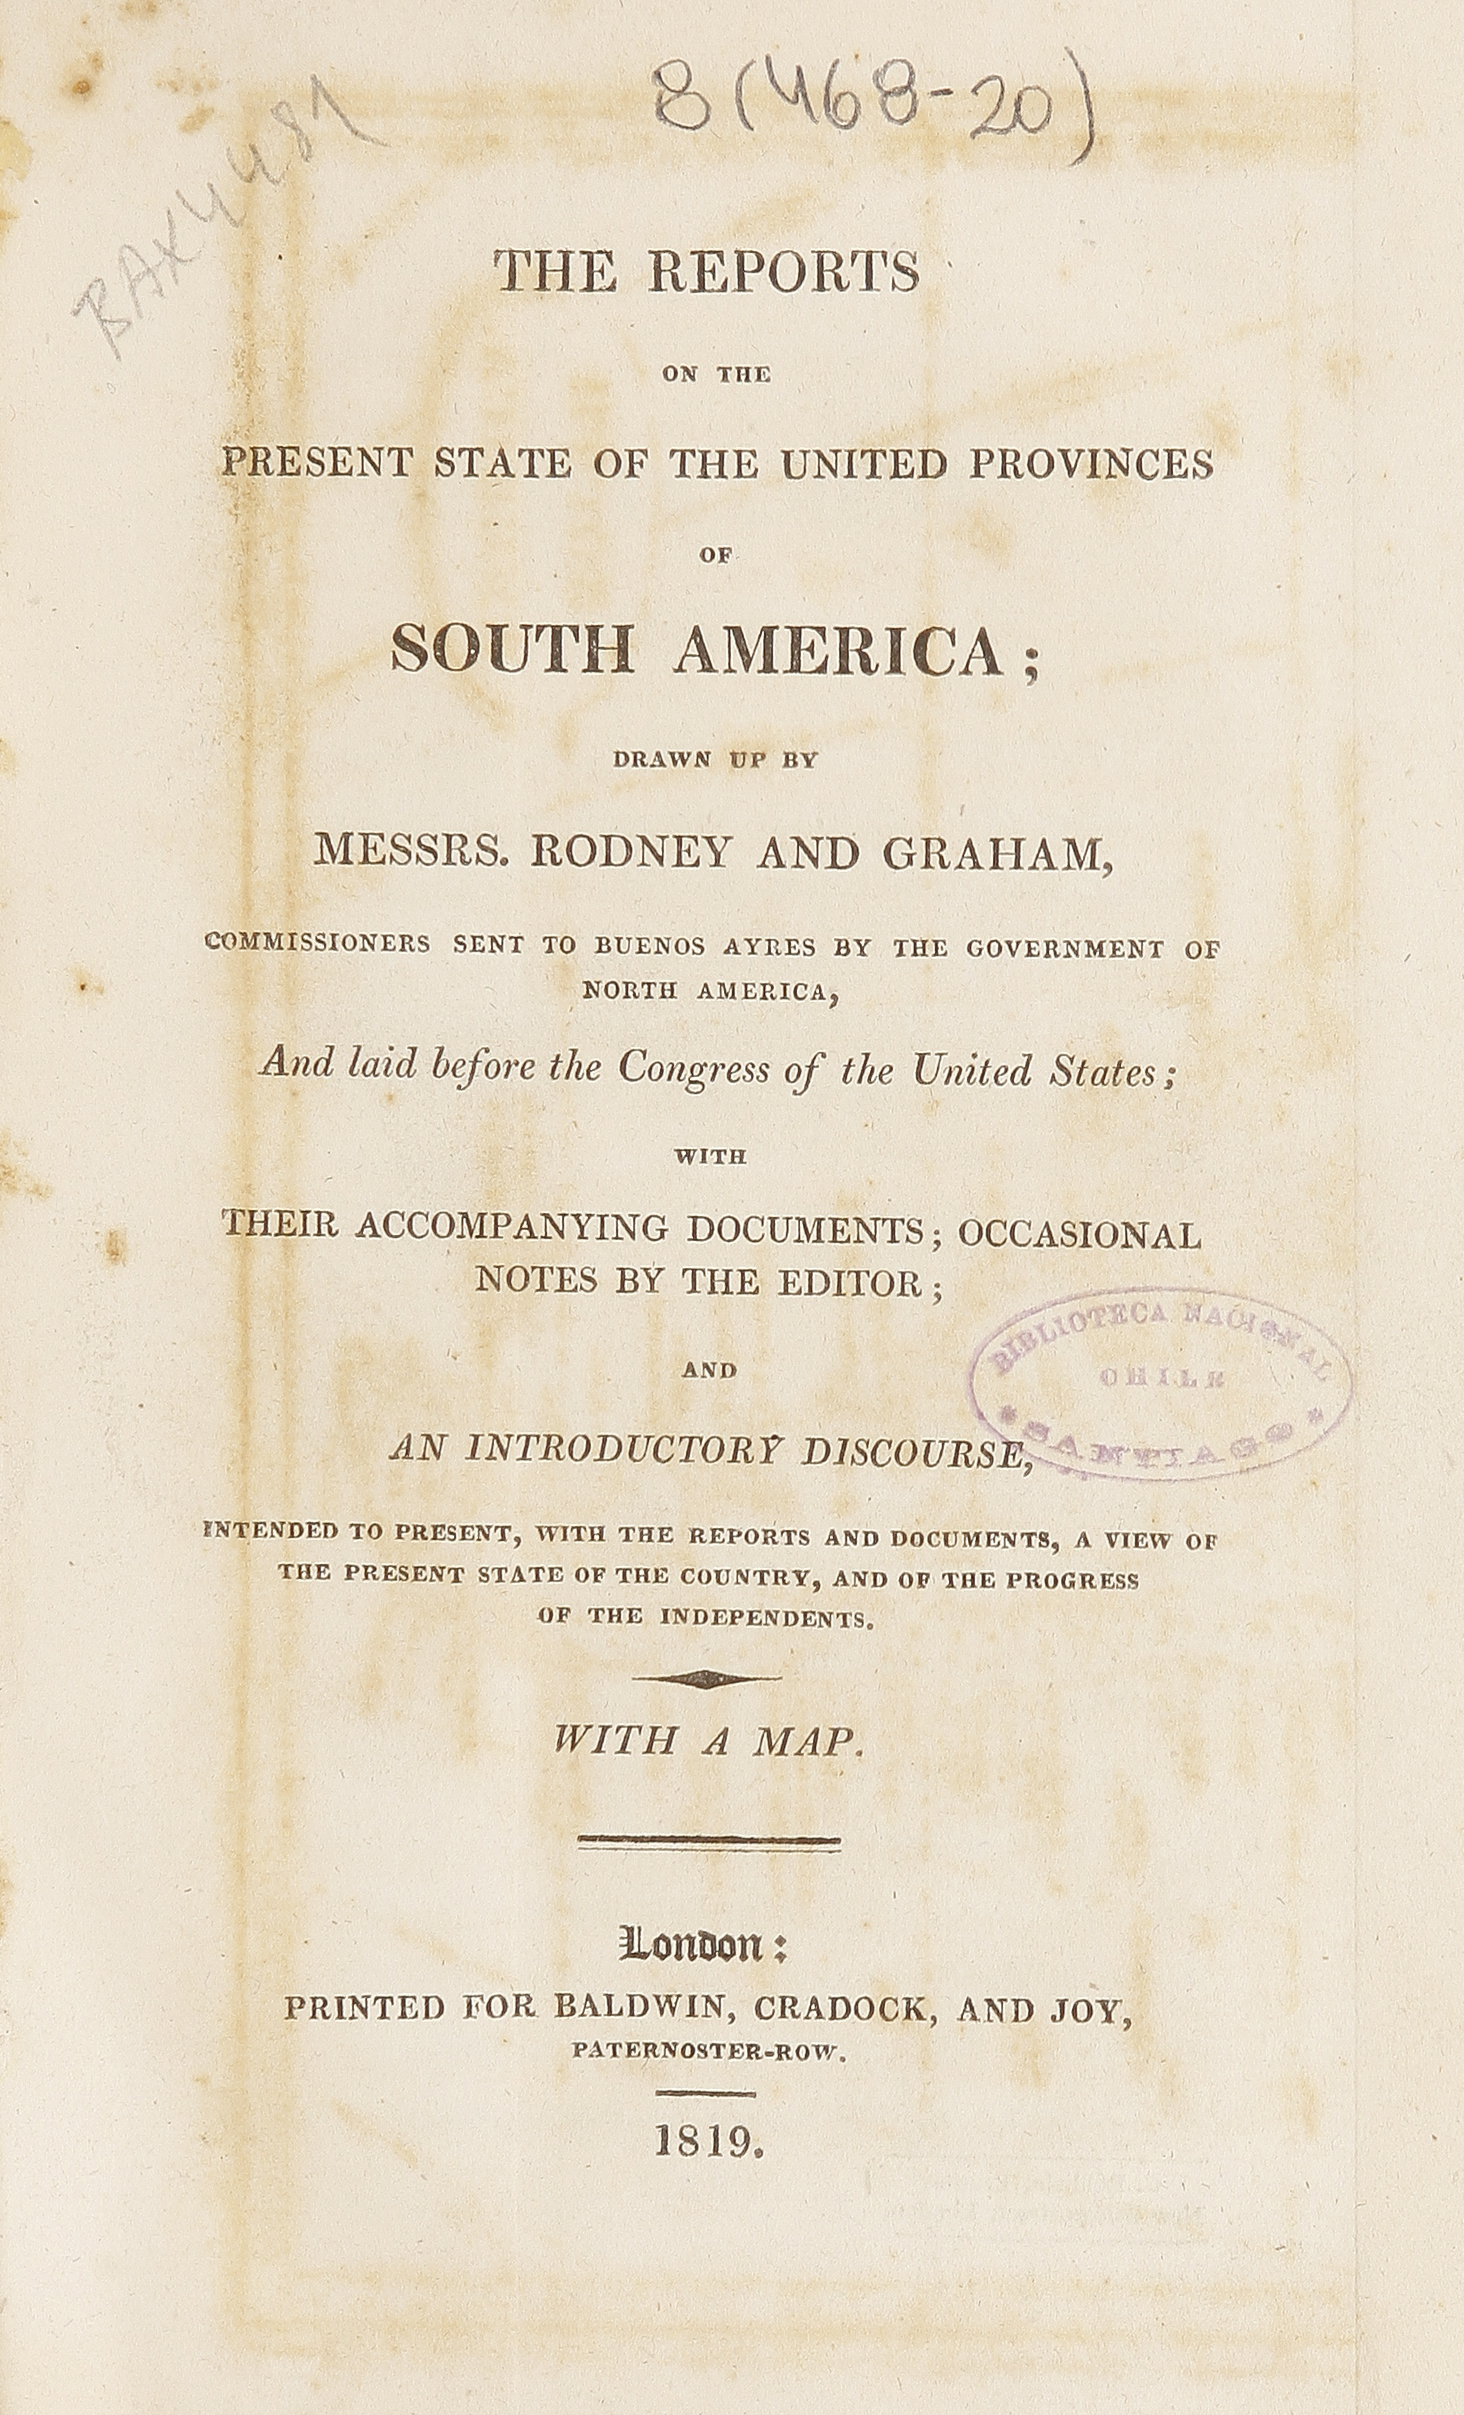 8 (468-20)
BAX4481
THE REPORTS
ON THE
PRESENT STATE OF THE UNITED PROVINCES
OF
SOUTH AMERICA;
DRAWN UP BY
MESSRS. RODNEY AND GRAHAM,
COMMISSIONERS SENT TO BUENOS AYRES BY THE GOVERNMENT OF
NORTH AMERICA,
And laid before the Congress of the United States;
WITH
THEIR ACCOMPANYING DOCUMENTS; OCCASIONAL
NOTES BY THE EDITOR;
BIBLIOTECA NACIONAL
CHILE
* SANTIAGO *
AND
AN INTRODUCTORY DISCOURSE,
INTENDED TO PRESENT, WITH THE REPORTS AND DOCUMENTS, A VIEW OF
THE PRESENT STATE OF THE COUNTRY, AND OF THE PROGRESS
OF THE INDEPENDENTS.
WITH A MAP.
London:
PRINTED FOR BALDWIN, CRADOCK, AND JOY,
PATERNOSTER-ROW.
1819.